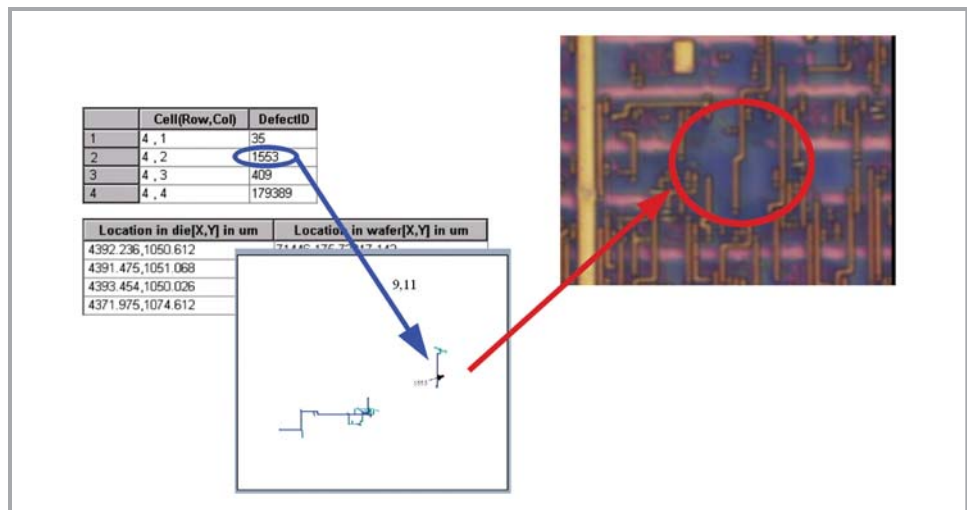 Cell(Row,Col) DefectID
1 4 , 1 35
2 4 , 2 1553
3 4 , 3 409
4 4 , 4 179389
Location in die[X,Y] in um Location in wafer[X,Y] in um
4392.236,1050.612
4391.475,1051.068
4393.454,1050.026
4371.975,1074.612
9,11